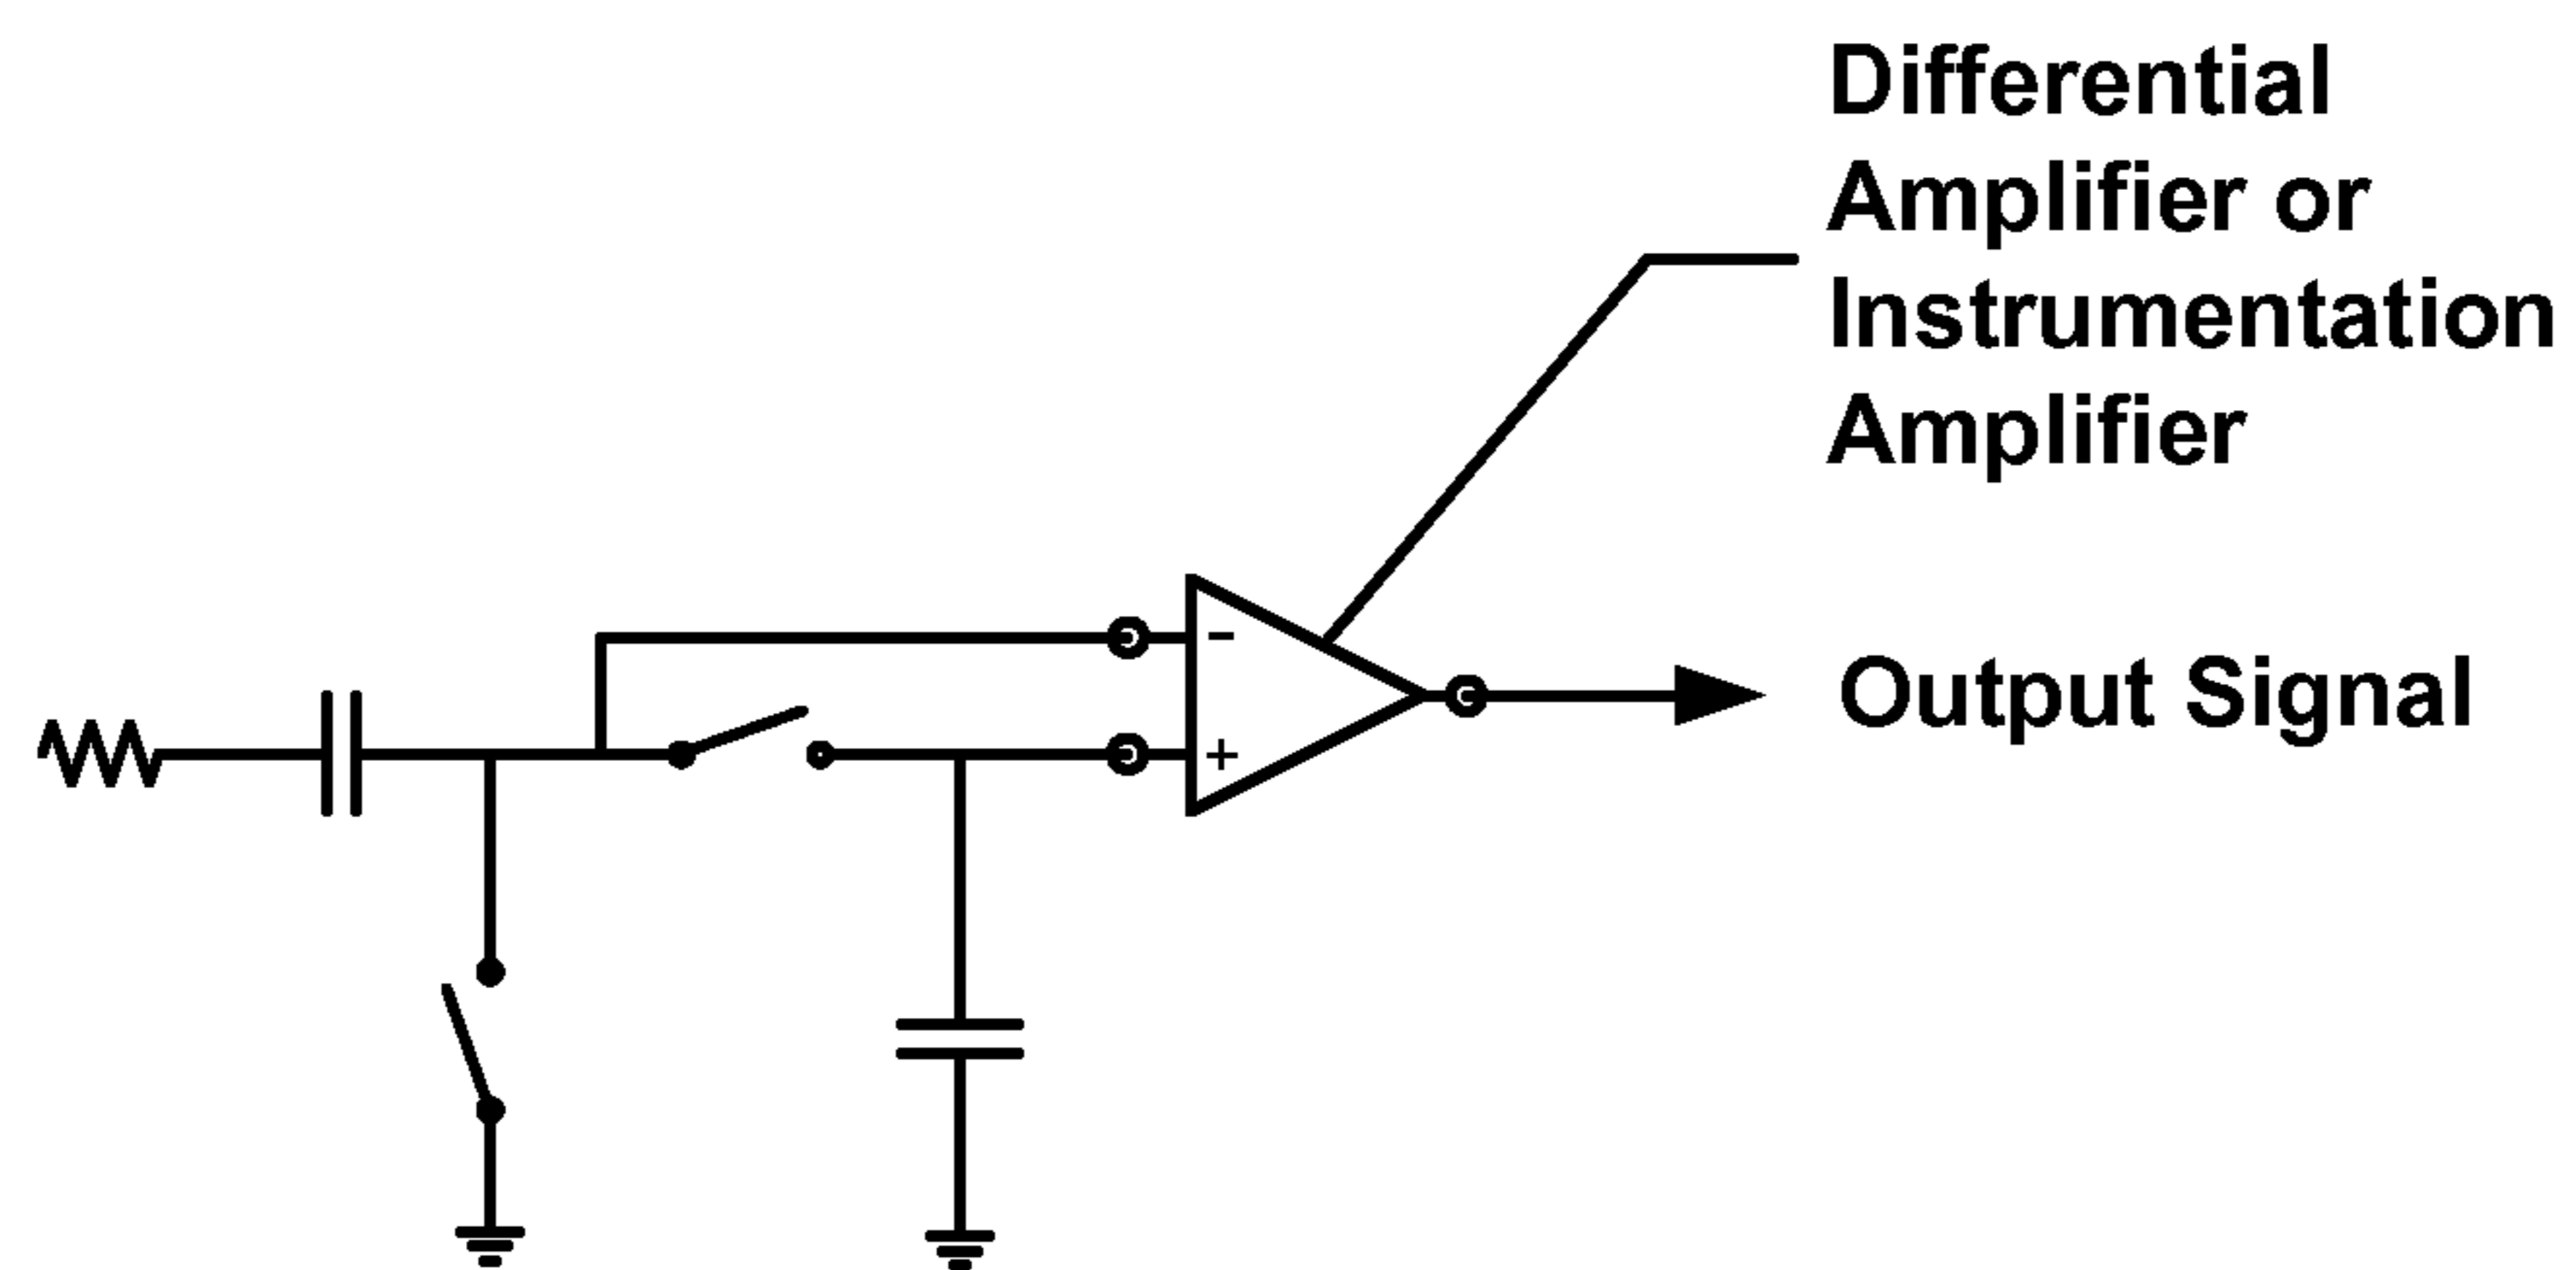 Differential
Amplifier or
Instrumentation
Amplifier
-
+
Output Signal